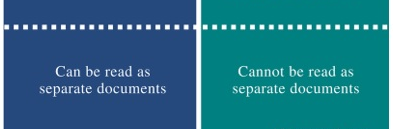 Can be read as
separate documents
Cannot be read as
separate documents